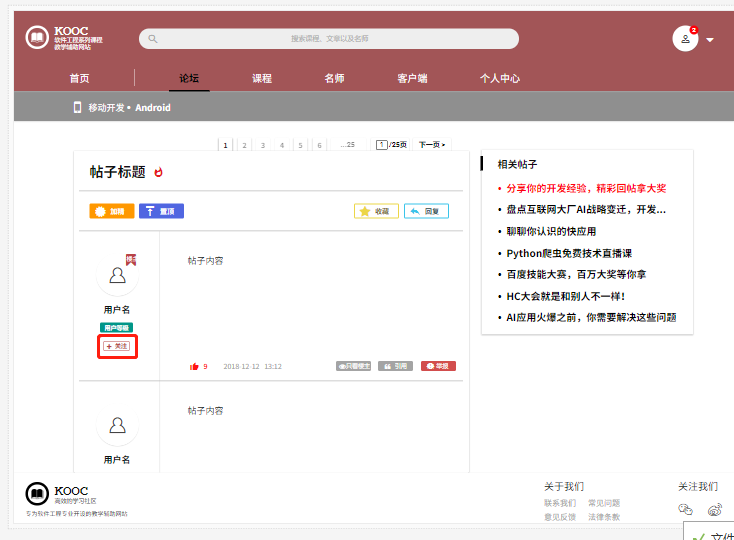 KOOC
软件工程系列课程
教学辅助网站
搜索课程、文章以及名师
2
首页
论坛
课程
名师
客户端
个人中心
移动开发 • Android
1 2 3 4 5 6 ...25 1 /25页 下一页 >
帖子标题
加精
置顶
收藏
回复
楼主
帖子内容
用户名
用户等级
+ 关注
9
2018-12-12 13:12
只看楼主
引用
举报
帖子内容
用户名
相关帖子
• 分享你的开发经验，精彩回帖拿大奖
• 盘点互联网大厂AI战略变迁，开发...
• 聊聊你认识的快应用
• Python爬虫免费技术直播课
• 百度技能大赛，百万大奖等你拿
• HC大会就是和别人不一样！
• AI应用火爆之前，你需要解决这些问题
KOOC
高效的学习社区
专为软件工程专业开设的教学辅助网站
关于我们
联系我们 常见问题
意见反馈 法律条款
关注我们
文件